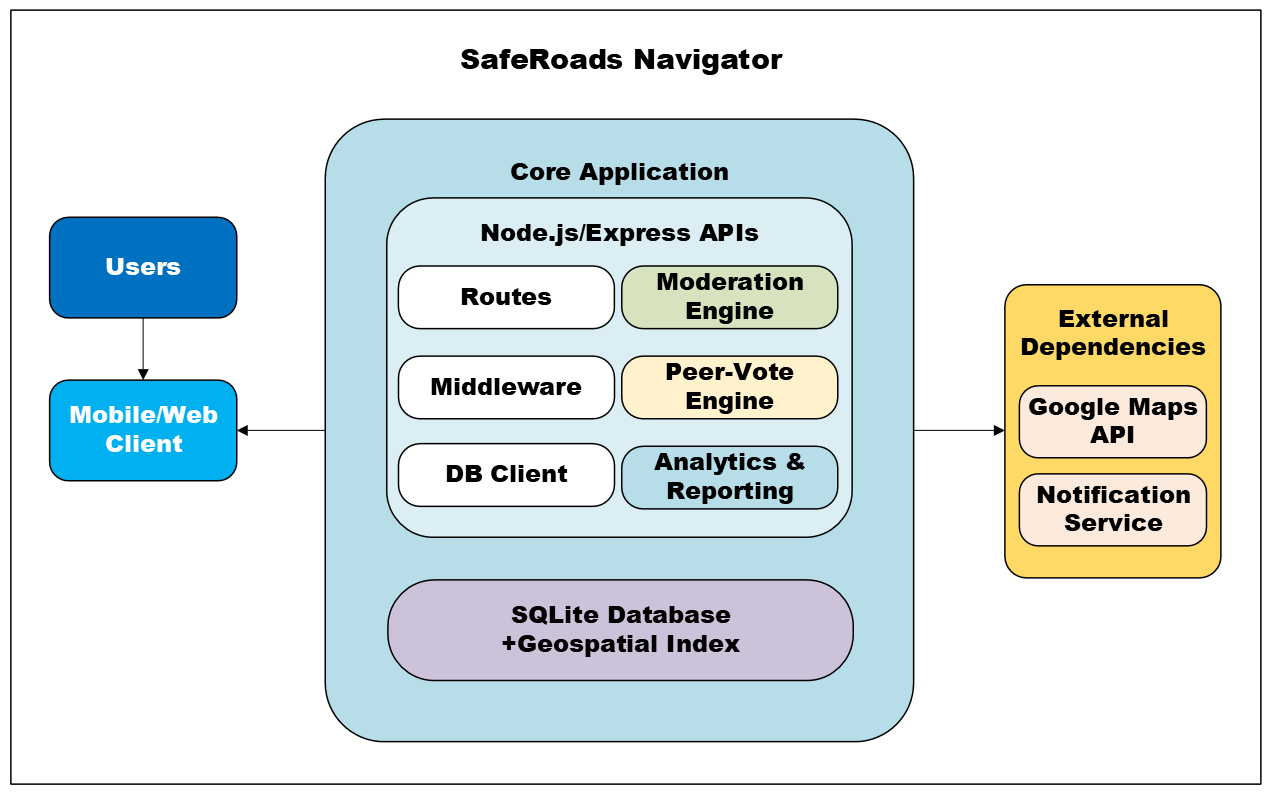 SafeRoads Navigator
Users
Mobile/Web
Client
Core Application
Node.js/Express APIs
Routes
Moderation
Engine
Middleware
Peer-Vote
Engine
DB Client
Analytics &
Reporting
SQLite Database
+Geospatial Index
External
Dependencies
Google Maps
API
Notification
Service